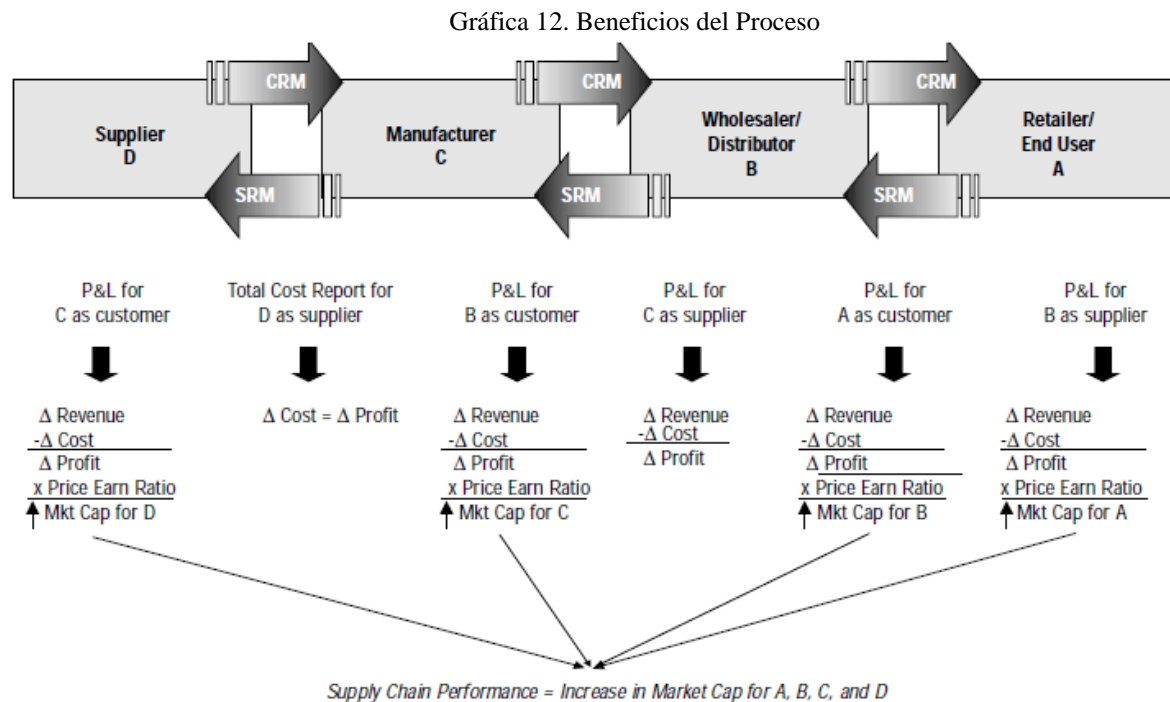 Gráfica 12. Beneficios del Proceso
CRM
CRM
CRM
Supplier
D
Manufacturer
C
Wholesaler/
Distributor
B
Retailer/
End User
A
SRM
SRM
SRM
P&L for
C as customer
Total Cost Report for
D as supplier
P&L for
B as customer
P&L for
C as supplier
P&L for
A as customer
P&L for
B as supplier
Δ Revenue
-Δ Cost
Δ Profit
x Price Earn Ratio
Mkt Cap for D
Δ Cost = Δ Profit
Δ Revenue
-Δ Cost
Δ Profit
x Price Earn Ratio
Mkt Cap for C
Δ Revenue
-Δ Cost
Δ Profit
Δ Revenue
-Δ Cost
Δ Profit
x Price Earn Ratio
Mkt Cap for B
Δ Revenue
-Δ Cost
Δ Profit
x Price Earn Ratio
Mkt Cap for A
Supply Chain Performance = Increase in Market Cap for A, B, C, and D